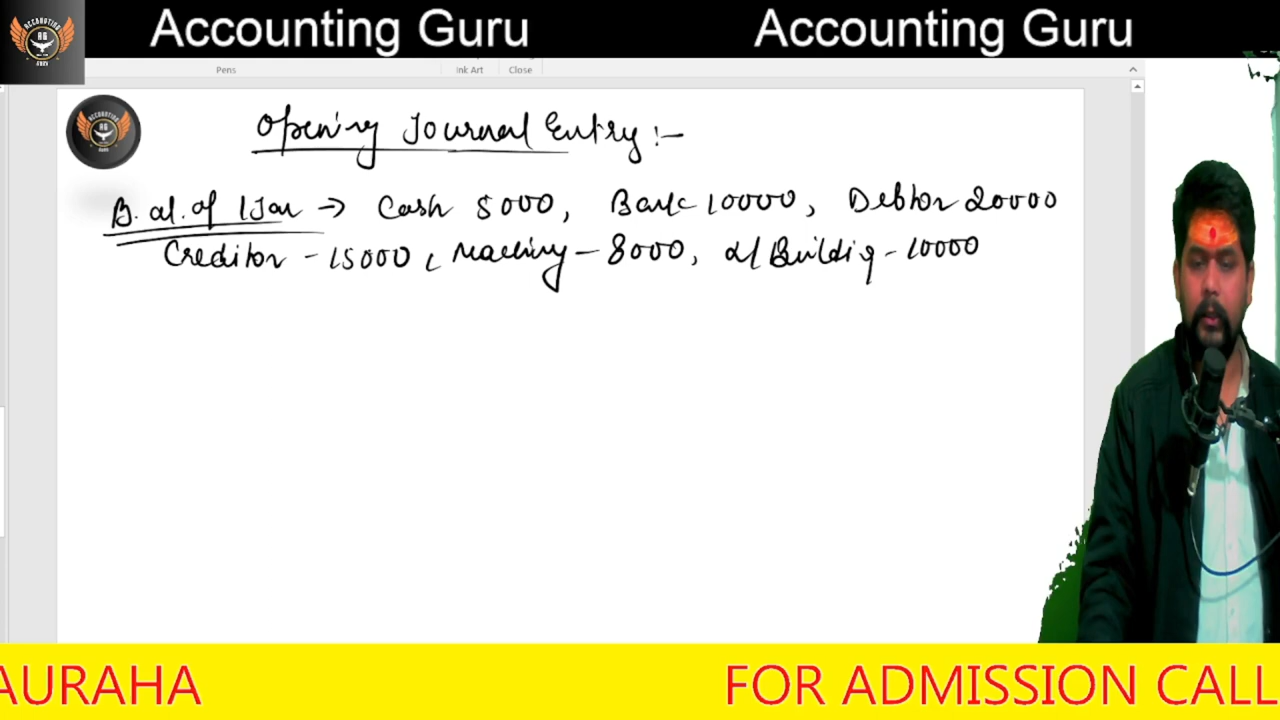 Accounting Guru Accounting Guru
Pens Ink Art Close
Opening Journal Entry :-
B. al. of 1 Jan → Cash 5000, Bank 10000, Debtor 20000
Creditor - 15000, Machiny - 8000, Building - 10000
AURAHA FOR ADMISSION CALL